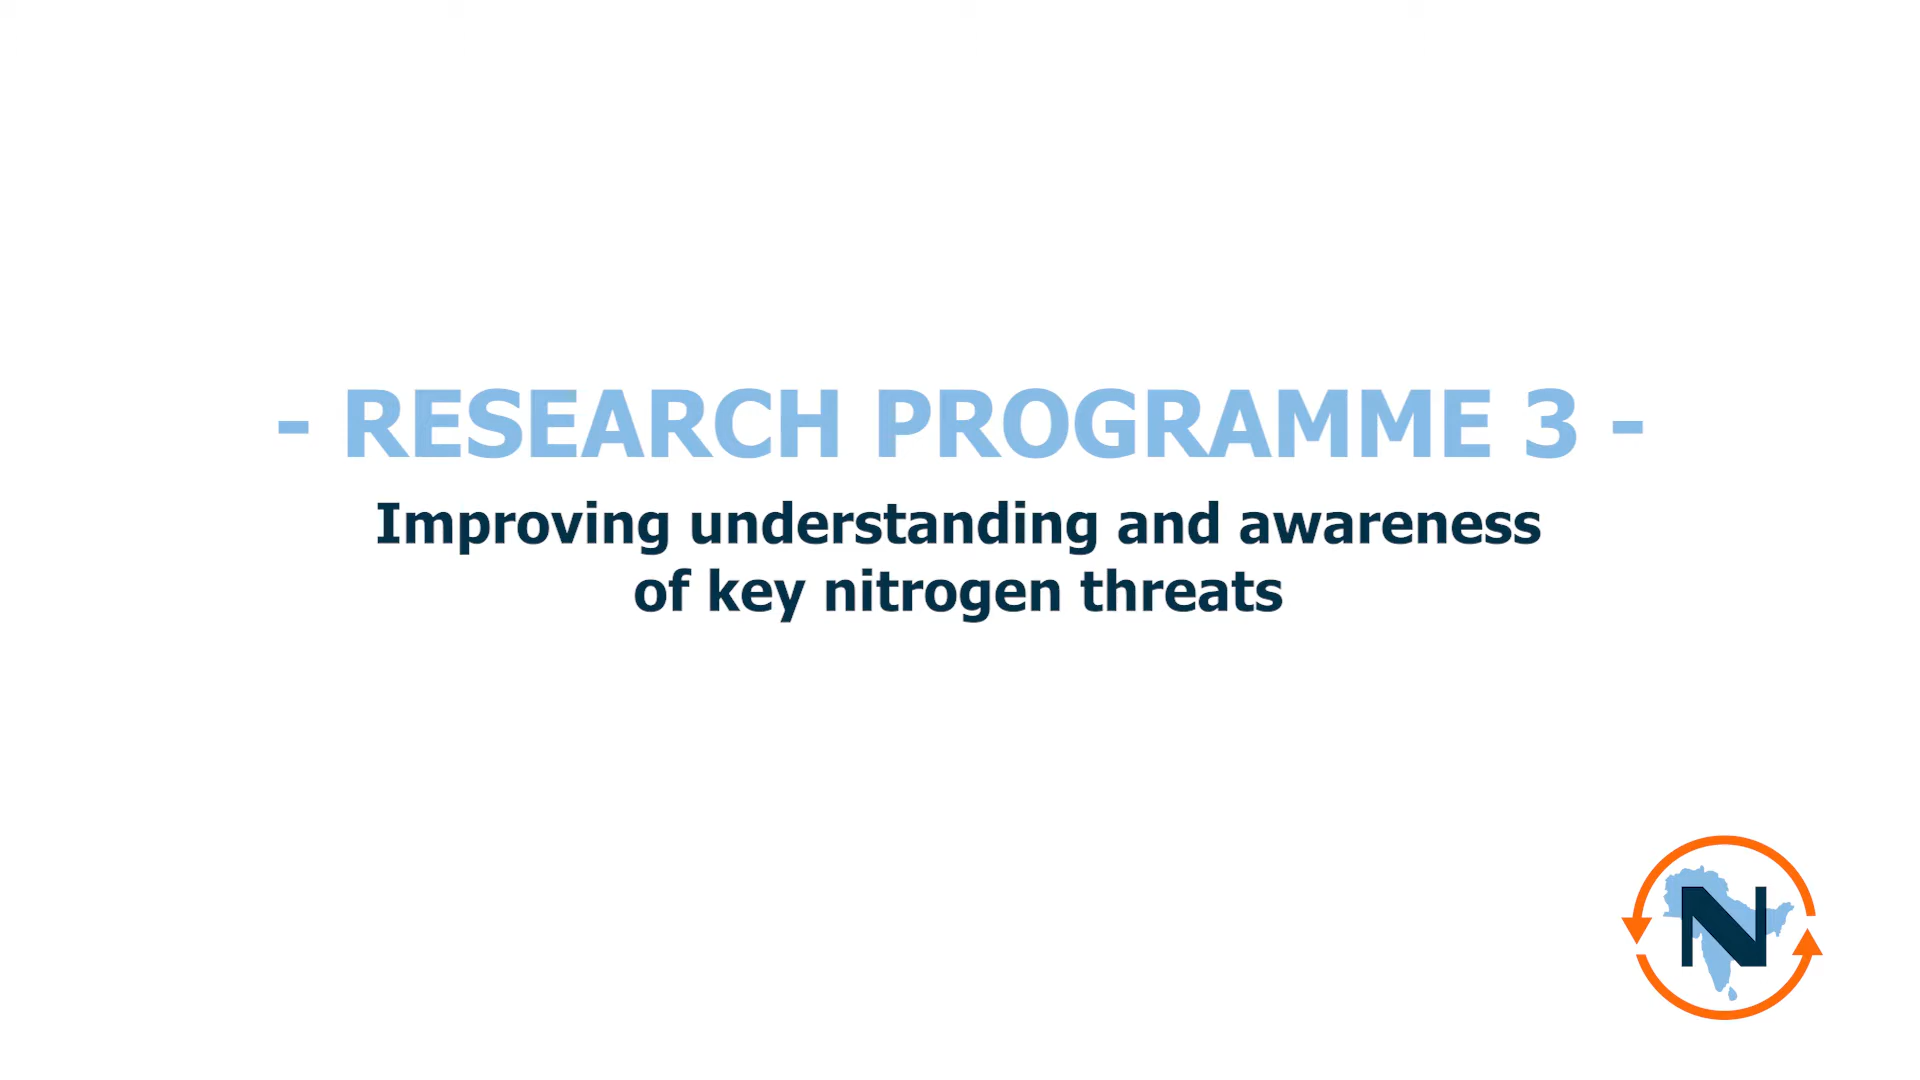 - RESEARCH PROGRAMME 3 -
Improving understanding and awareness
of key nitrogen threats
N